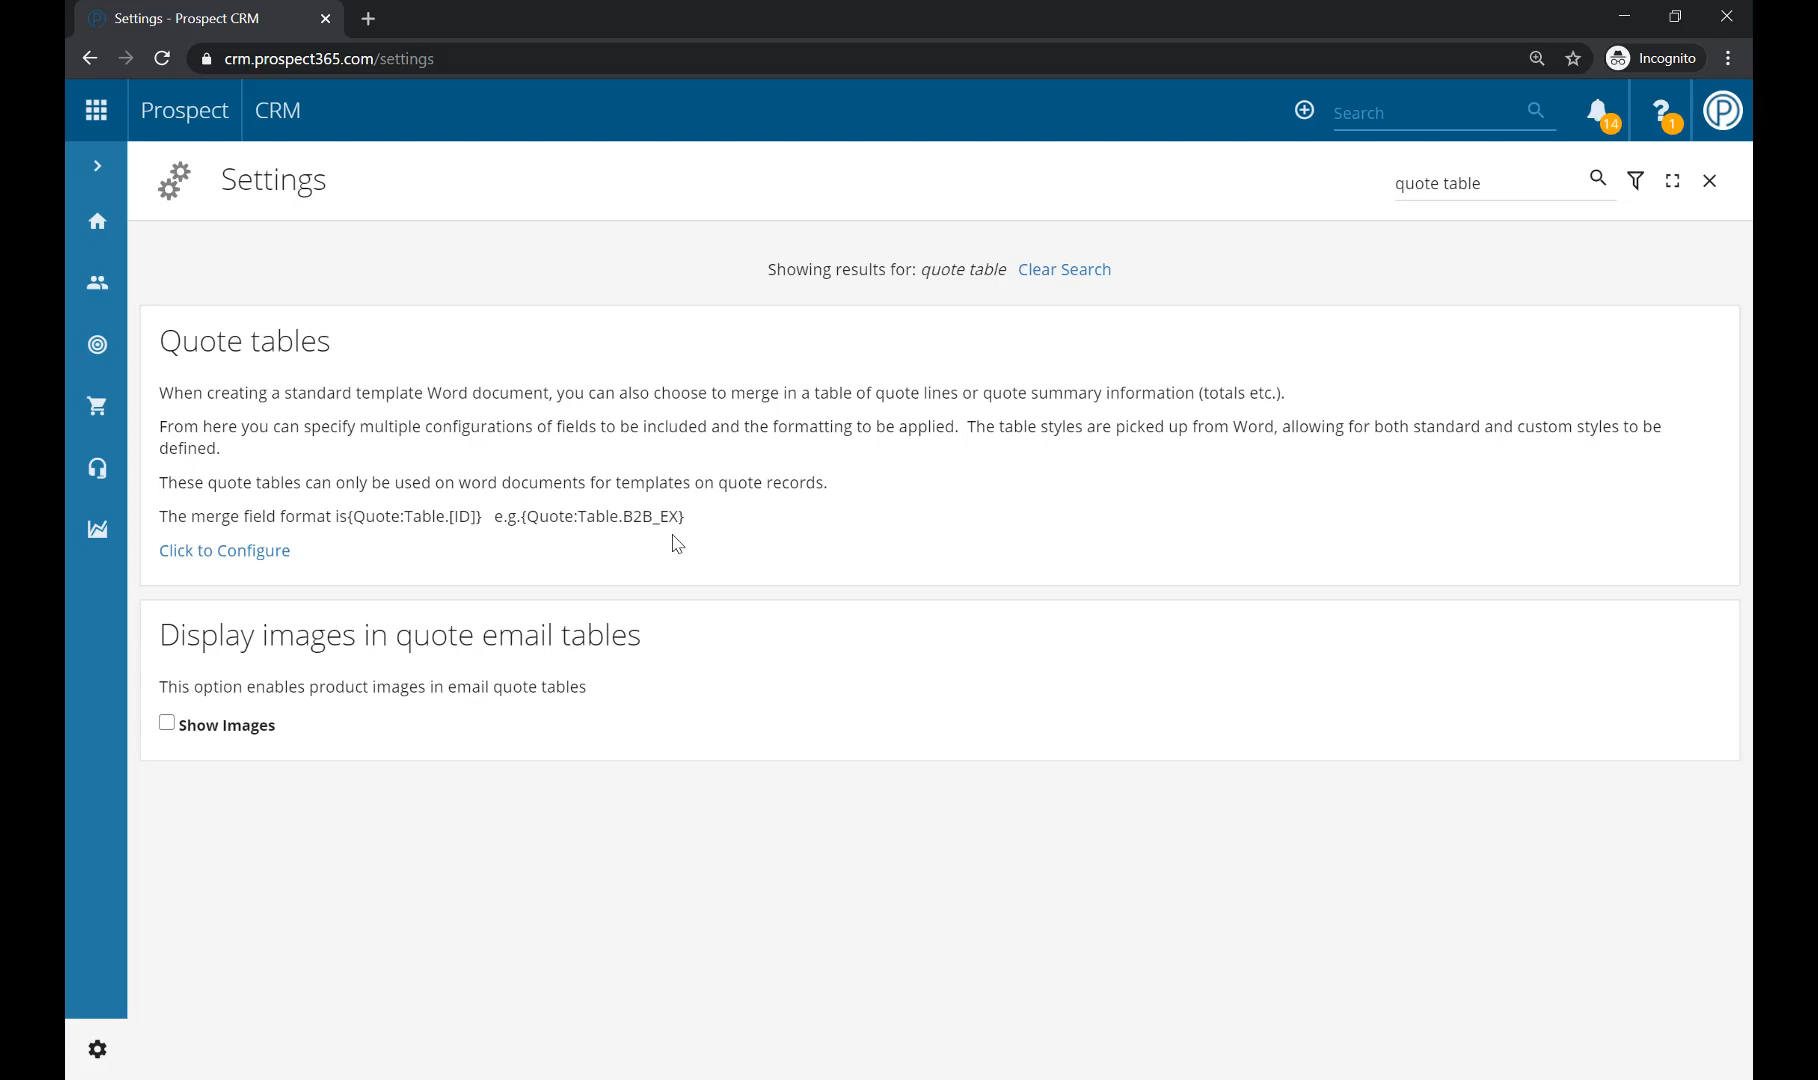 Settings - Prospect CRM
crm.prospect365.com/settings
Incognito
Prospect CRM
Search
14
1
Settings
quote table
Showing results for: quote table Clear Search
Quote tables
When creating a standard template Word document, you can also choose to merge in a table of quote lines or quote summary information (totals etc.).
From here you can specify multiple configurations of fields to be included and the formatting to be applied. The table styles are picked up from Word, allowing for both standard and custom styles to be
defined.
These quote tables can only be used on word documents for templates on quote records.
The merge field format is{Quote:Table.[ID]} e.g.{Quote:Table.B2B_EX}
Click to Configure
Display images in quote email tables
This option enables product images in email quote tables
Show Images